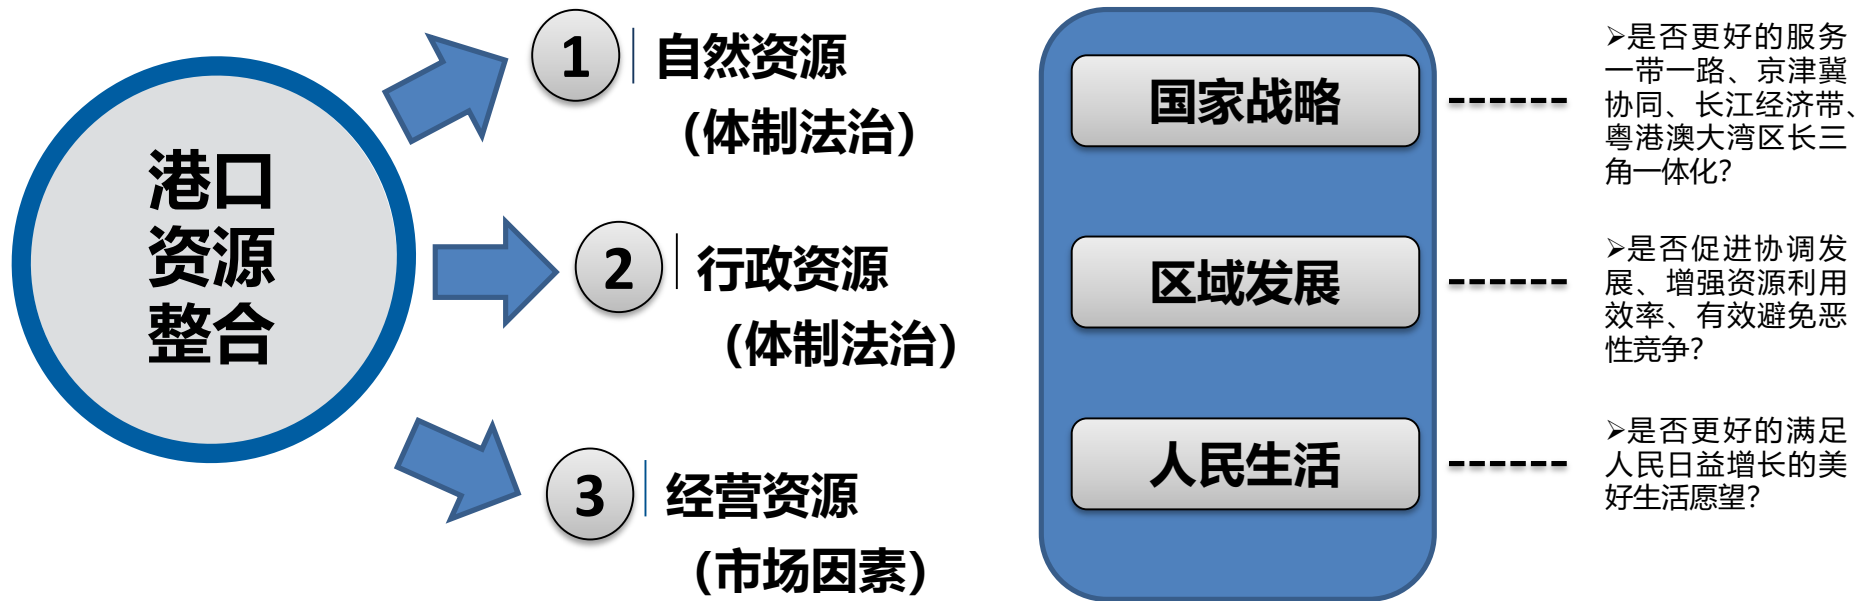 港口
资源
整合
1
自然资源
(体制法治)
2
行政资源
(体制法治)
3
经营资源
(市场因素)
国家战略
➢是否更好的服务
一带一路、京津冀
协同、长江经济带、
粤港澳大湾区长三
角一体化?
区域发展
➢是否促进协调发
展、增强资源利用
效率、有效避免恶
性竞争?
人民生活
➢是否更好的满足
人民日益增长的美
好生活愿望?